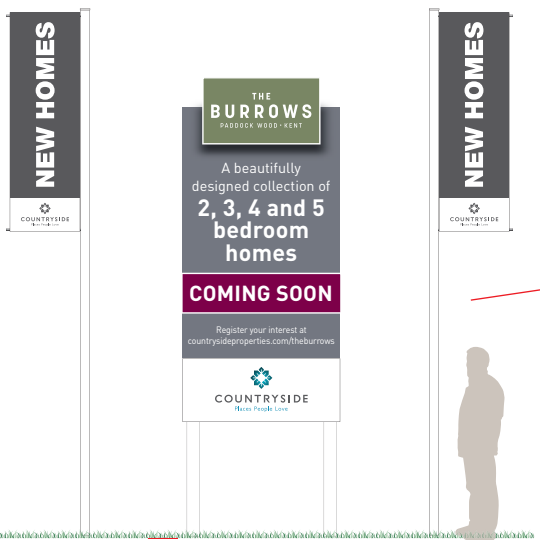 NEW HOMES
COUNTRYSIDE
Places People Love
THE
BURROWS
PADDOCK WOOD • KENT
A beautifully
designed collection of
2, 3, 4 and 5
bedroom
homes
COMING SOON
Register your interest at
countrysideproperties.com/theburrows
COUNTRYSIDE
Places People Love
NEW HOMES
COUNTRYSIDE
Places People Love